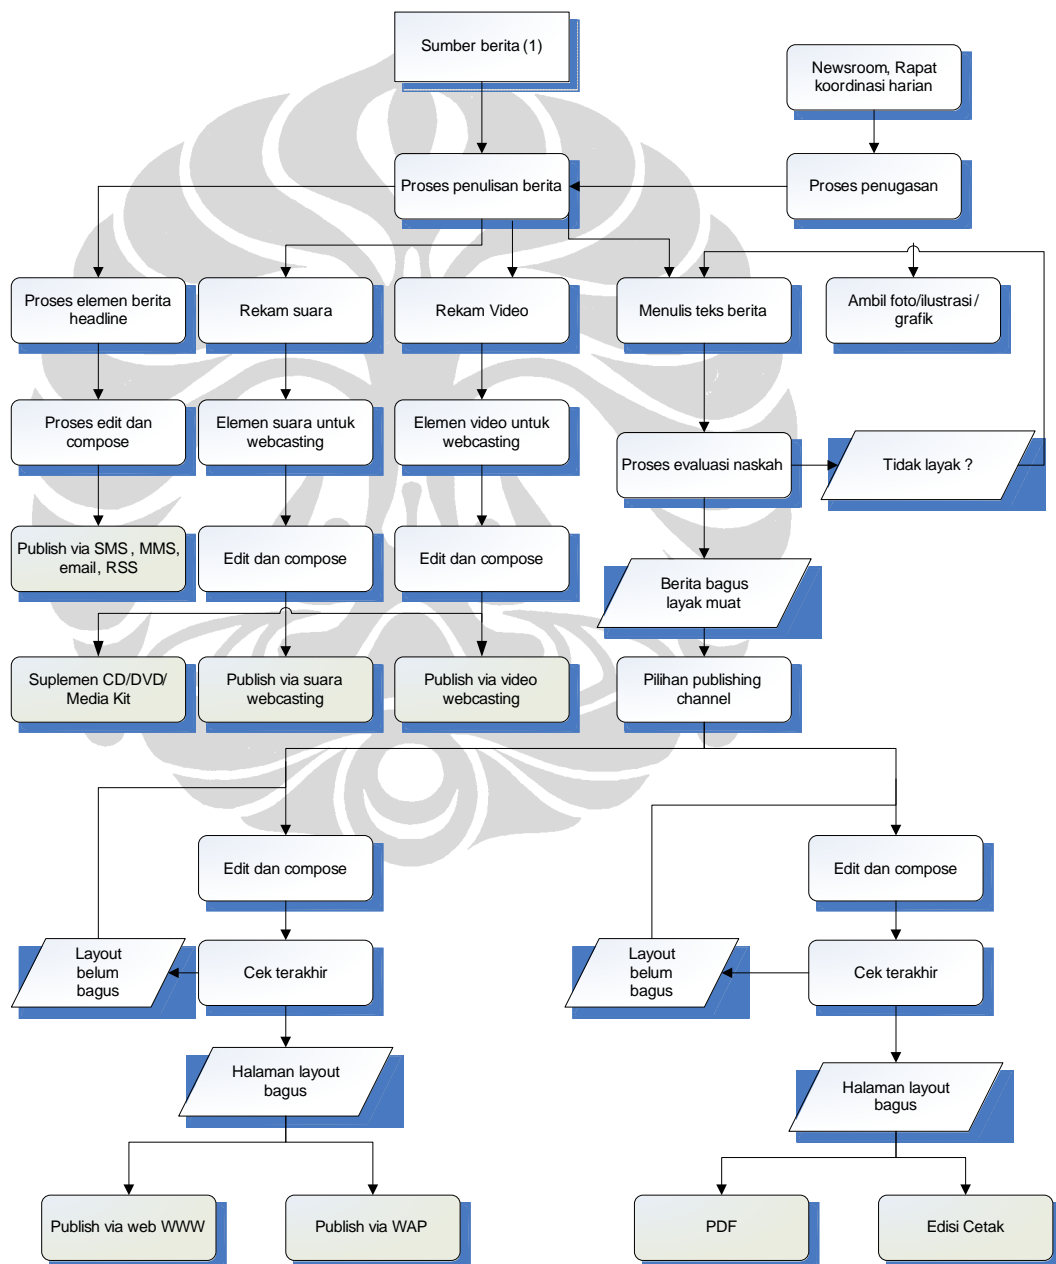 Sumber berita (1)
Newsroom, Rapat
koordinasi harian
Proses penulisan berita
Proses penugasan
Proses elemen berita
headline
Rekam suara
Rekam Video
Menulis teks berita
Ambil foto/ilustrasi /
grafik
Proses edit dan
compose
Elemen suara untuk
webcasting
Elemen video untuk
webcasting
Proses evaluasi naskah
Tidak layak ?
Publish via SMS , MMS,
email, RSS
Edit dan compose
Edit dan compose
Berita bagus
layak muat
Suplemen CD/DVD/
Media Kit
Publish via suara
webcasting
Publish via video
webcasting
Pilihan publishing
channel
Edit dan compose
Edit dan compose
Layout
belum
bagus
Cek terakhir
Layout
belum
bagus
Cek terakhir
Halaman layout
bagus
Halaman layout
bagus
Publish via web WWW
Publish via WAP
PDF
Edisi Cetak